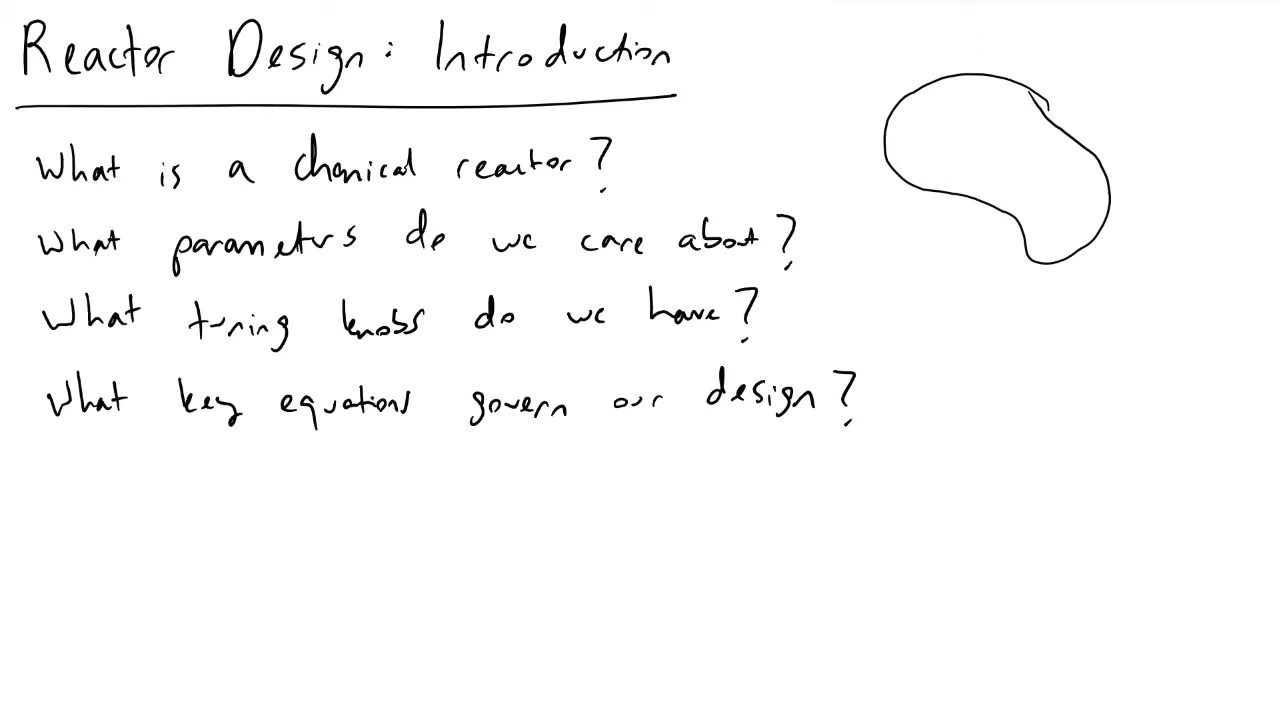 Reactor Design: Introduction
What is a chemical reactor?
What parameters do we care about?
What tuning knobs do we have?
What key equations govern our design?